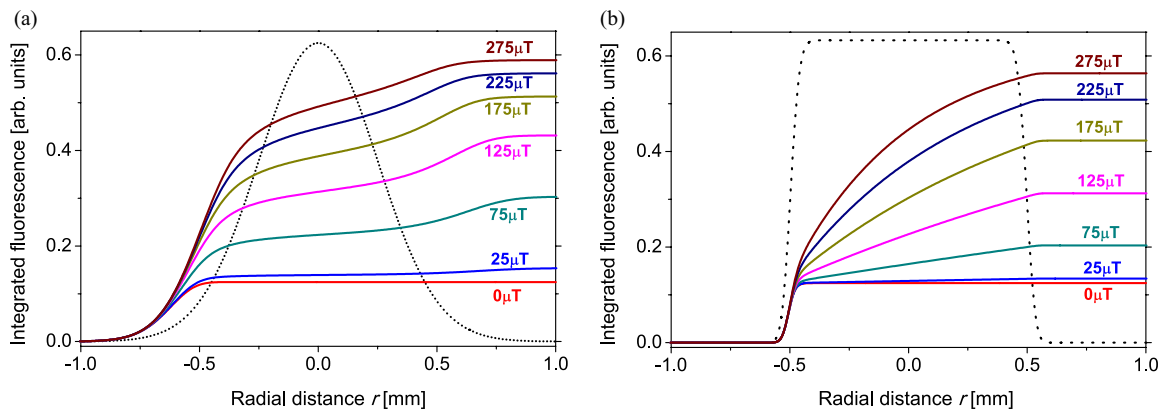 (a)
Integrated fluorescence [arb. units]
0.6
0.4
0.2
0.0
275μT
225μT
175μT
125μT
75μT
25μT
0μT
-1.0 -0.5 0.0 0.5 1.0
Radial distance r [mm]
(b)
Integrated fluorescence [arb. units]
0.6
0.4
0.2
0.0
275μT
225μT
175μT
125μT
75μT
25μT
0μT
-1.0 -0.5 0.0 0.5 1.0
Radial distance r [mm]